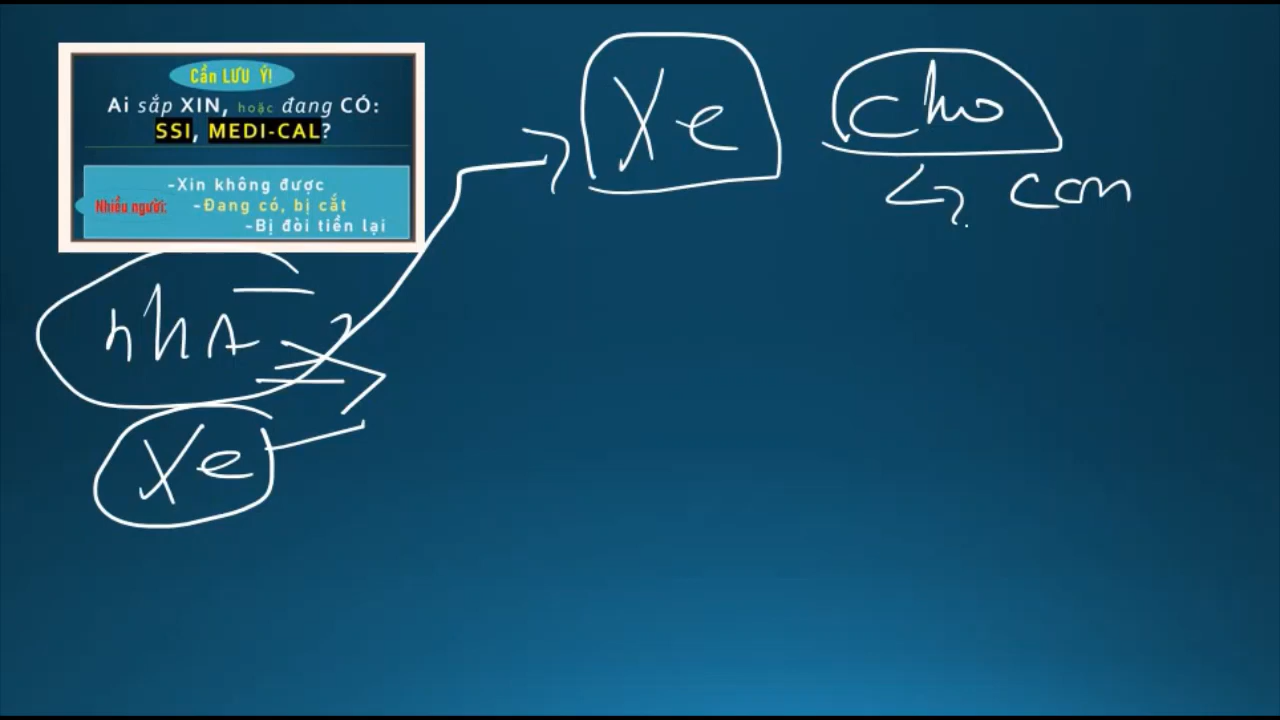 Cần LƯU Ý!
Ai sắp XIN, hoặc đang CÓ:
SSI, MEDI-CAL?
-Xin không được
Nhiều người: -Đang có, bị cắt
-Bị đòi tiền lại
Xe cho
con
nhA
Xe